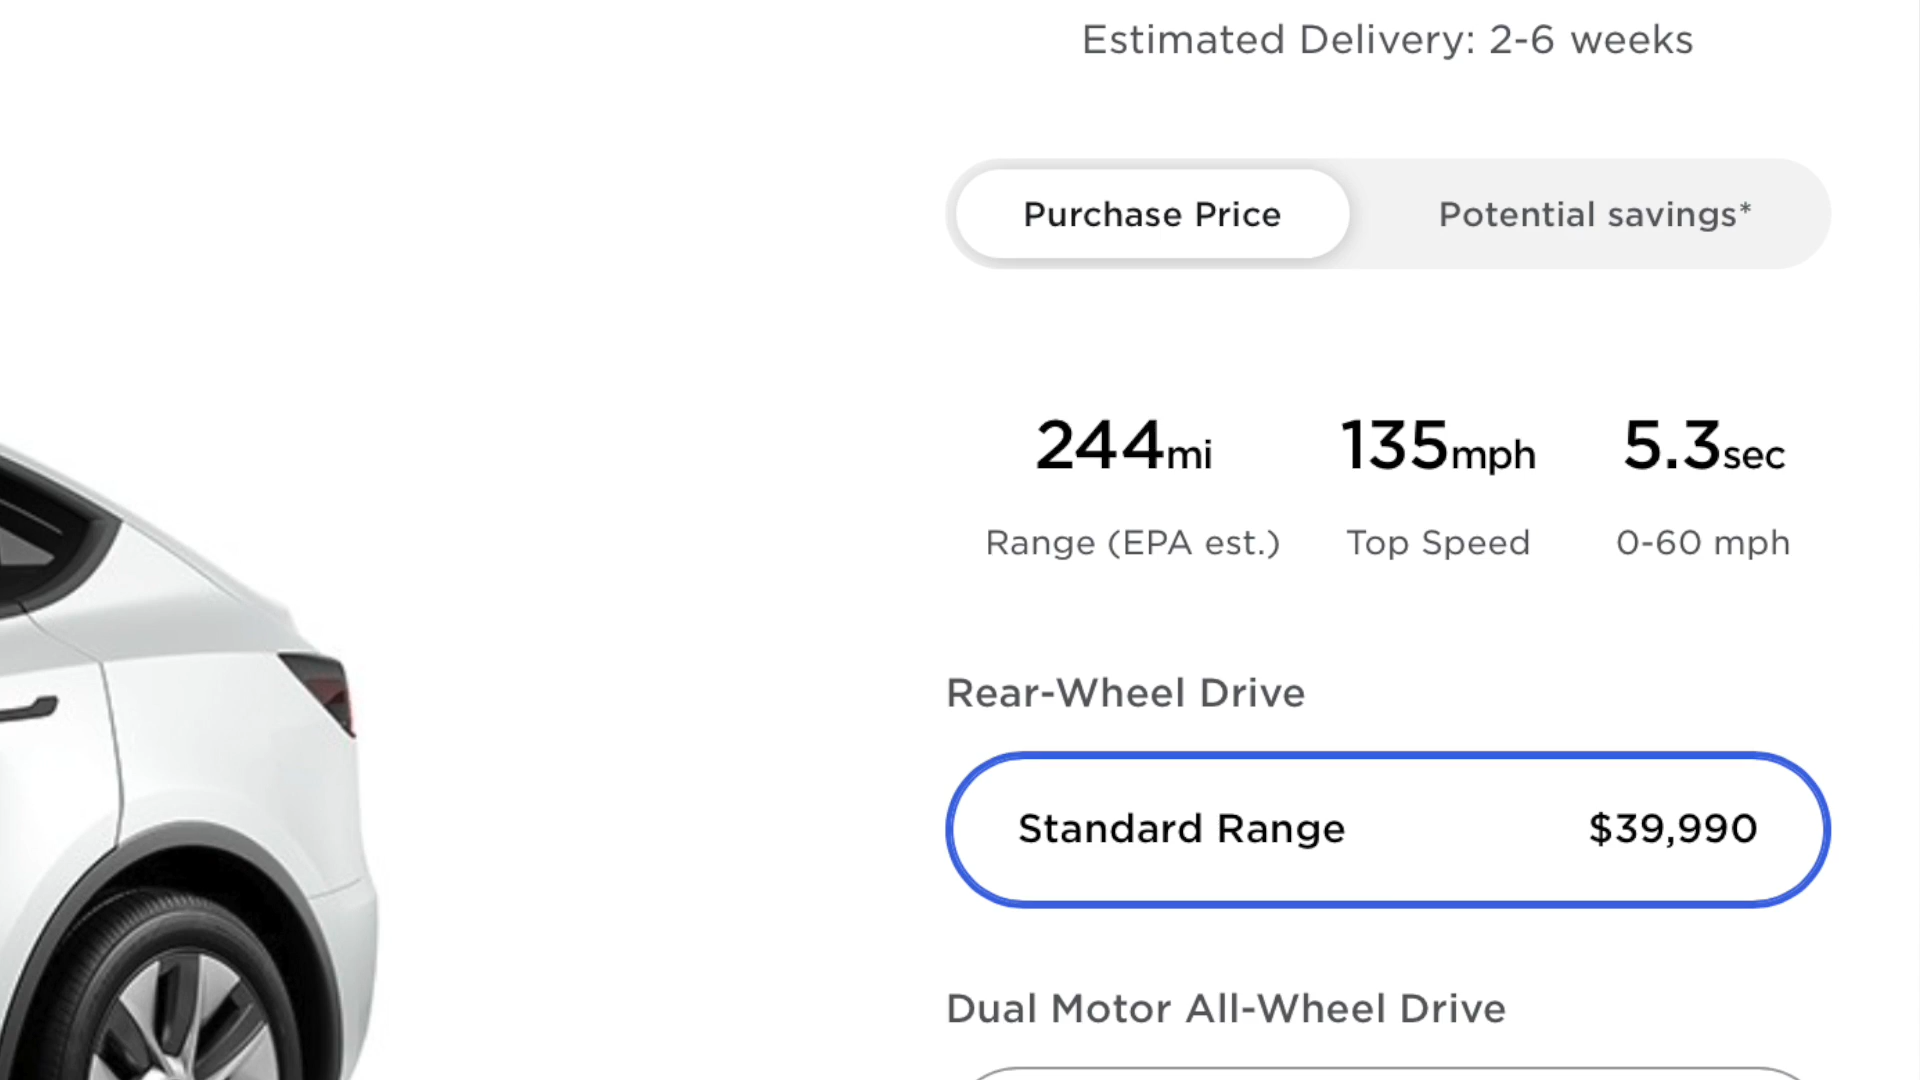 Estimated Delivery: 2-6 weeks
Purchase Price Potential savings*
244mi 135mph 5.3sec
Range (EPA est.) Top Speed 0-60 mph
Rear-Wheel Drive
Standard Range $39,990
Dual Motor All-Wheel Drive